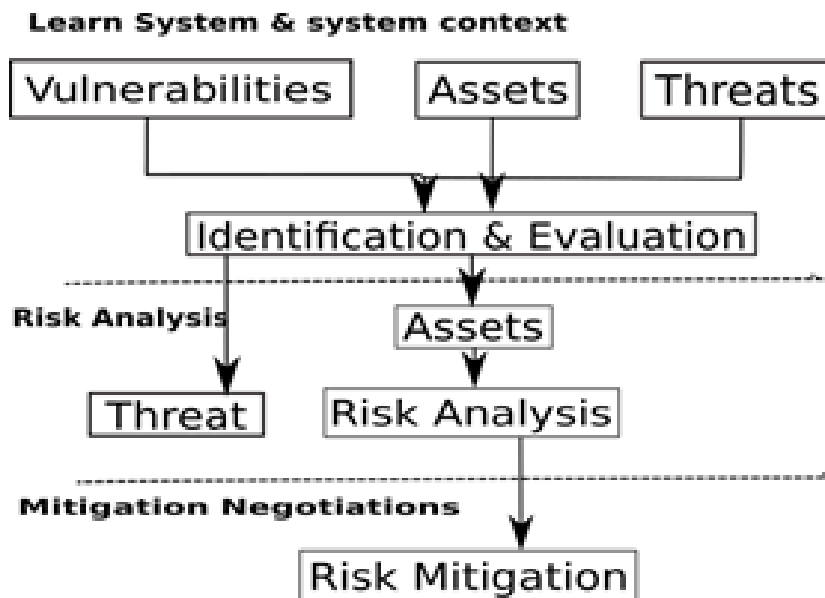 Learn System & system context
Vulnerabilities
Assets
Threats
Identification & Evaluation
Risk Analysis
Assets
Threat
Risk Analysis
Mitigation Negotiations
Risk Mitigation